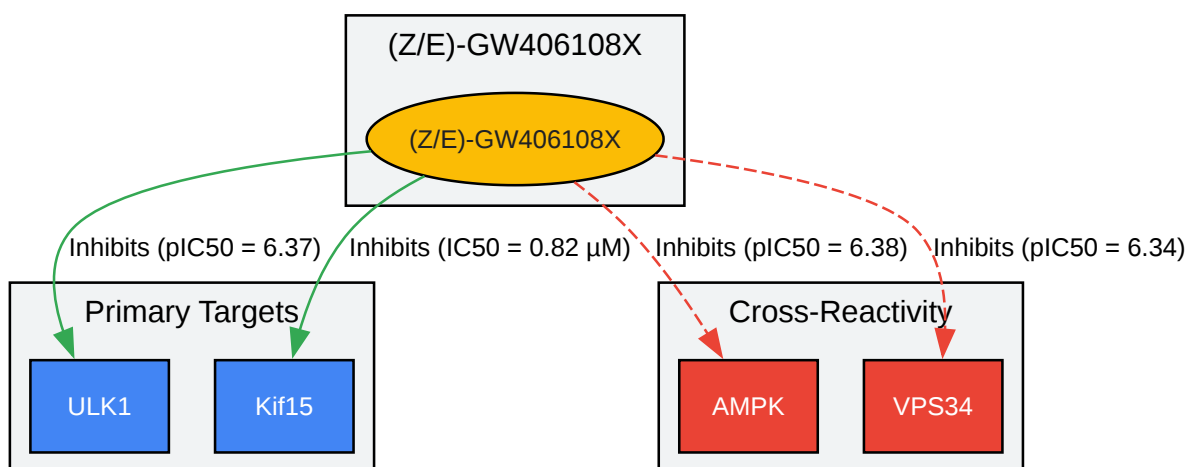 (Z/E)-GW406108X
(Z/E)-GW406108X
Inhibits (pIC50 = 6.37)
Inhibits (IC50 = 0.82 µM)
Inhibits (pIC50 = 6.38)
Inhibits (pIC50 = 6.34)
Primary Targets
Cross-Reactivity
ULK1
Kif15
AMPK
VPS34